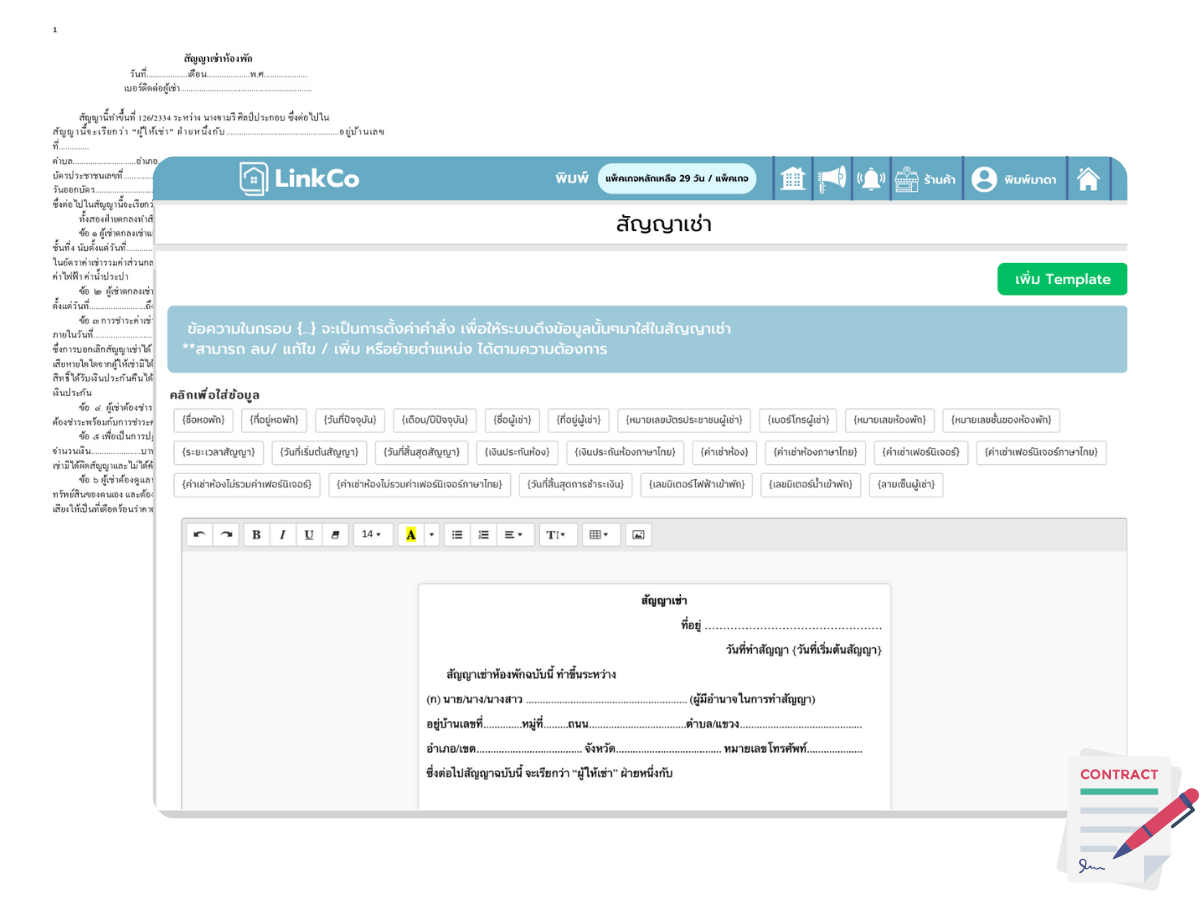 1
สัญญาเช่าห้องพัก
วันที่...................เดือน....................พ.ศ....................
เบอร์ติดต่อผู้เช่า............................................................
สัญญานี้ทำขึ้นที่ 126/2334 ระหว่าง นางจามรี ศิลป์ประกอบ ซึ่งต่อไปใน
สัญญานี้จะเรียกว่า “ผู้ให้เช่า” ฝ่ายหนึ่งกับ....................................................อยู่บ้านเลข
ที่..............
ตำบล.............................อำเภอ
บัตรประชาชนเลขที่..............
วันออกบัตร...........................
ซึ่งต่อไปในสัญญานี้จะเรียกว่
ทั้งสองฝ่ายตกลงทำสั
ข้อ ๑ ผู้เช่าตกลงเช่าแ
ชั้นที่4 นับตั้งแต่วันที่............
ในอัตราค่าเช่ารวมค่าส่วนกล
ค่าไฟฟ้า ค่าน้ำประปา
ข้อ ๒ ผู้เช่าตกลงเช่า
ตั้งแต่วันที่..........................ถึง
ข้อ ๓ การชำระค่าเช่
ภายในวันที่...........................
ซึ่งการบอกเลิกสัญญาเช่าได้
เสียหายใดใดจากผู้ให้เช่ามิได้
สิทธิ์ได้รับเงินประกันคืนได้
เงินประกัน
ข้อ ๔ ผู้เช่าต้องชำร
ต้องชำระพร้อมกับการชำระค
ข้อ ๕ เพื่อเป็นการปฏ
จำนวนเงิน.......................บาท
เช่ามิได้ผิดสัญญาและไม่ได้ค้
ข้อ ๖ ผู้เช่าต้องดูแลร
ทรัพย์สินของตนเอง และต้อง
เสียงให้เป็นที่เดือดร้อนรำคาญ
LinkCo
พิมพ์ แพ็คเกจหลักเหลือ 29 วัน / แพ็คเกจ ร้านค้า พิมพ์มาดา
สัญญาเช่า
เพิ่ม Template
ข้อความในกรอบ {...} จะเป็นการตั้งค่าคำสั่ง เพื่อให้ระบบดึงข้อมูลนั้นๆมาใส่ในสัญญาเช่า
**สามารถ ลบ/ แก้ไข / เพิ่ม หรือย้ายตำแหน่ง ได้ตามความต้องการ
คลิกเพื่อใส่ข้อมูล
{ชื่อหอพัก} {ที่อยู่หอพัก} {วันที่ปัจจุบัน} {เดือน/ปีปัจจุบัน} {ชื่อผู้เช่า} {ที่อยู่ผู้เช่า} {หมายเลขบัตรประชาชนผู้เช่า} {เบอร์โทรผู้เช่า} {หมายเลขห้องพัก} {หมายเลขชั้นของห้องพัก}
{ระยะเวลาสัญญา} {วันที่เริ่มต้นสัญญา} {วันที่สิ้นสุดสัญญา} {เงินประกันห้อง} {เงินประกันห้องภาษาไทย} {ค่าเช่าห้อง} {ค่าเช่าห้องภาษาไทย} {ค่าเช่าเฟอร์นิเจอร์} {ค่าเช่าเฟอร์นิเจอร์ภาษาไทย}
{ค่าเช่าห้องไม่รวมค่าเฟอร์นิเจอร์} {ค่าเช่าห้องไม่รวมค่าเฟอร์นิเจอร์ภาษาไทย} {วันที่สิ้นสุดการชำระเงิน} {เลขมิเตอร์ไฟฟ้าเข้าพัก} {เลขมิเตอร์น้ำเข้าพัก} {ลายเซ็นผู้เช่า}
B I U 14 A T
สัญญาเช่า
ที่อยู่ ................................................
วันที่ทำสัญญา {วันที่เริ่มต้นสัญญา}
สัญญาเช่าห้องพักฉบับนี้ ทำขึ้นระหว่าง
(ก) นาย/นาง/นางสาว .......................................................... (ผู้มีอำนาจในการทำสัญญา)
อยู่บ้านเลขที่..............หมู่ที่.........ถนน...................................ตำบล/แขวง............................................
อำเภอ/เขต...................................... จังหวัด...................................... หมายเลขโทรศัพท์....................
ซึ่งต่อไปสัญญาฉบับนี้ จะเรียกว่า “ผู้ให้เช่า” ฝ่ายหนึ่งกับ
CONTRACT